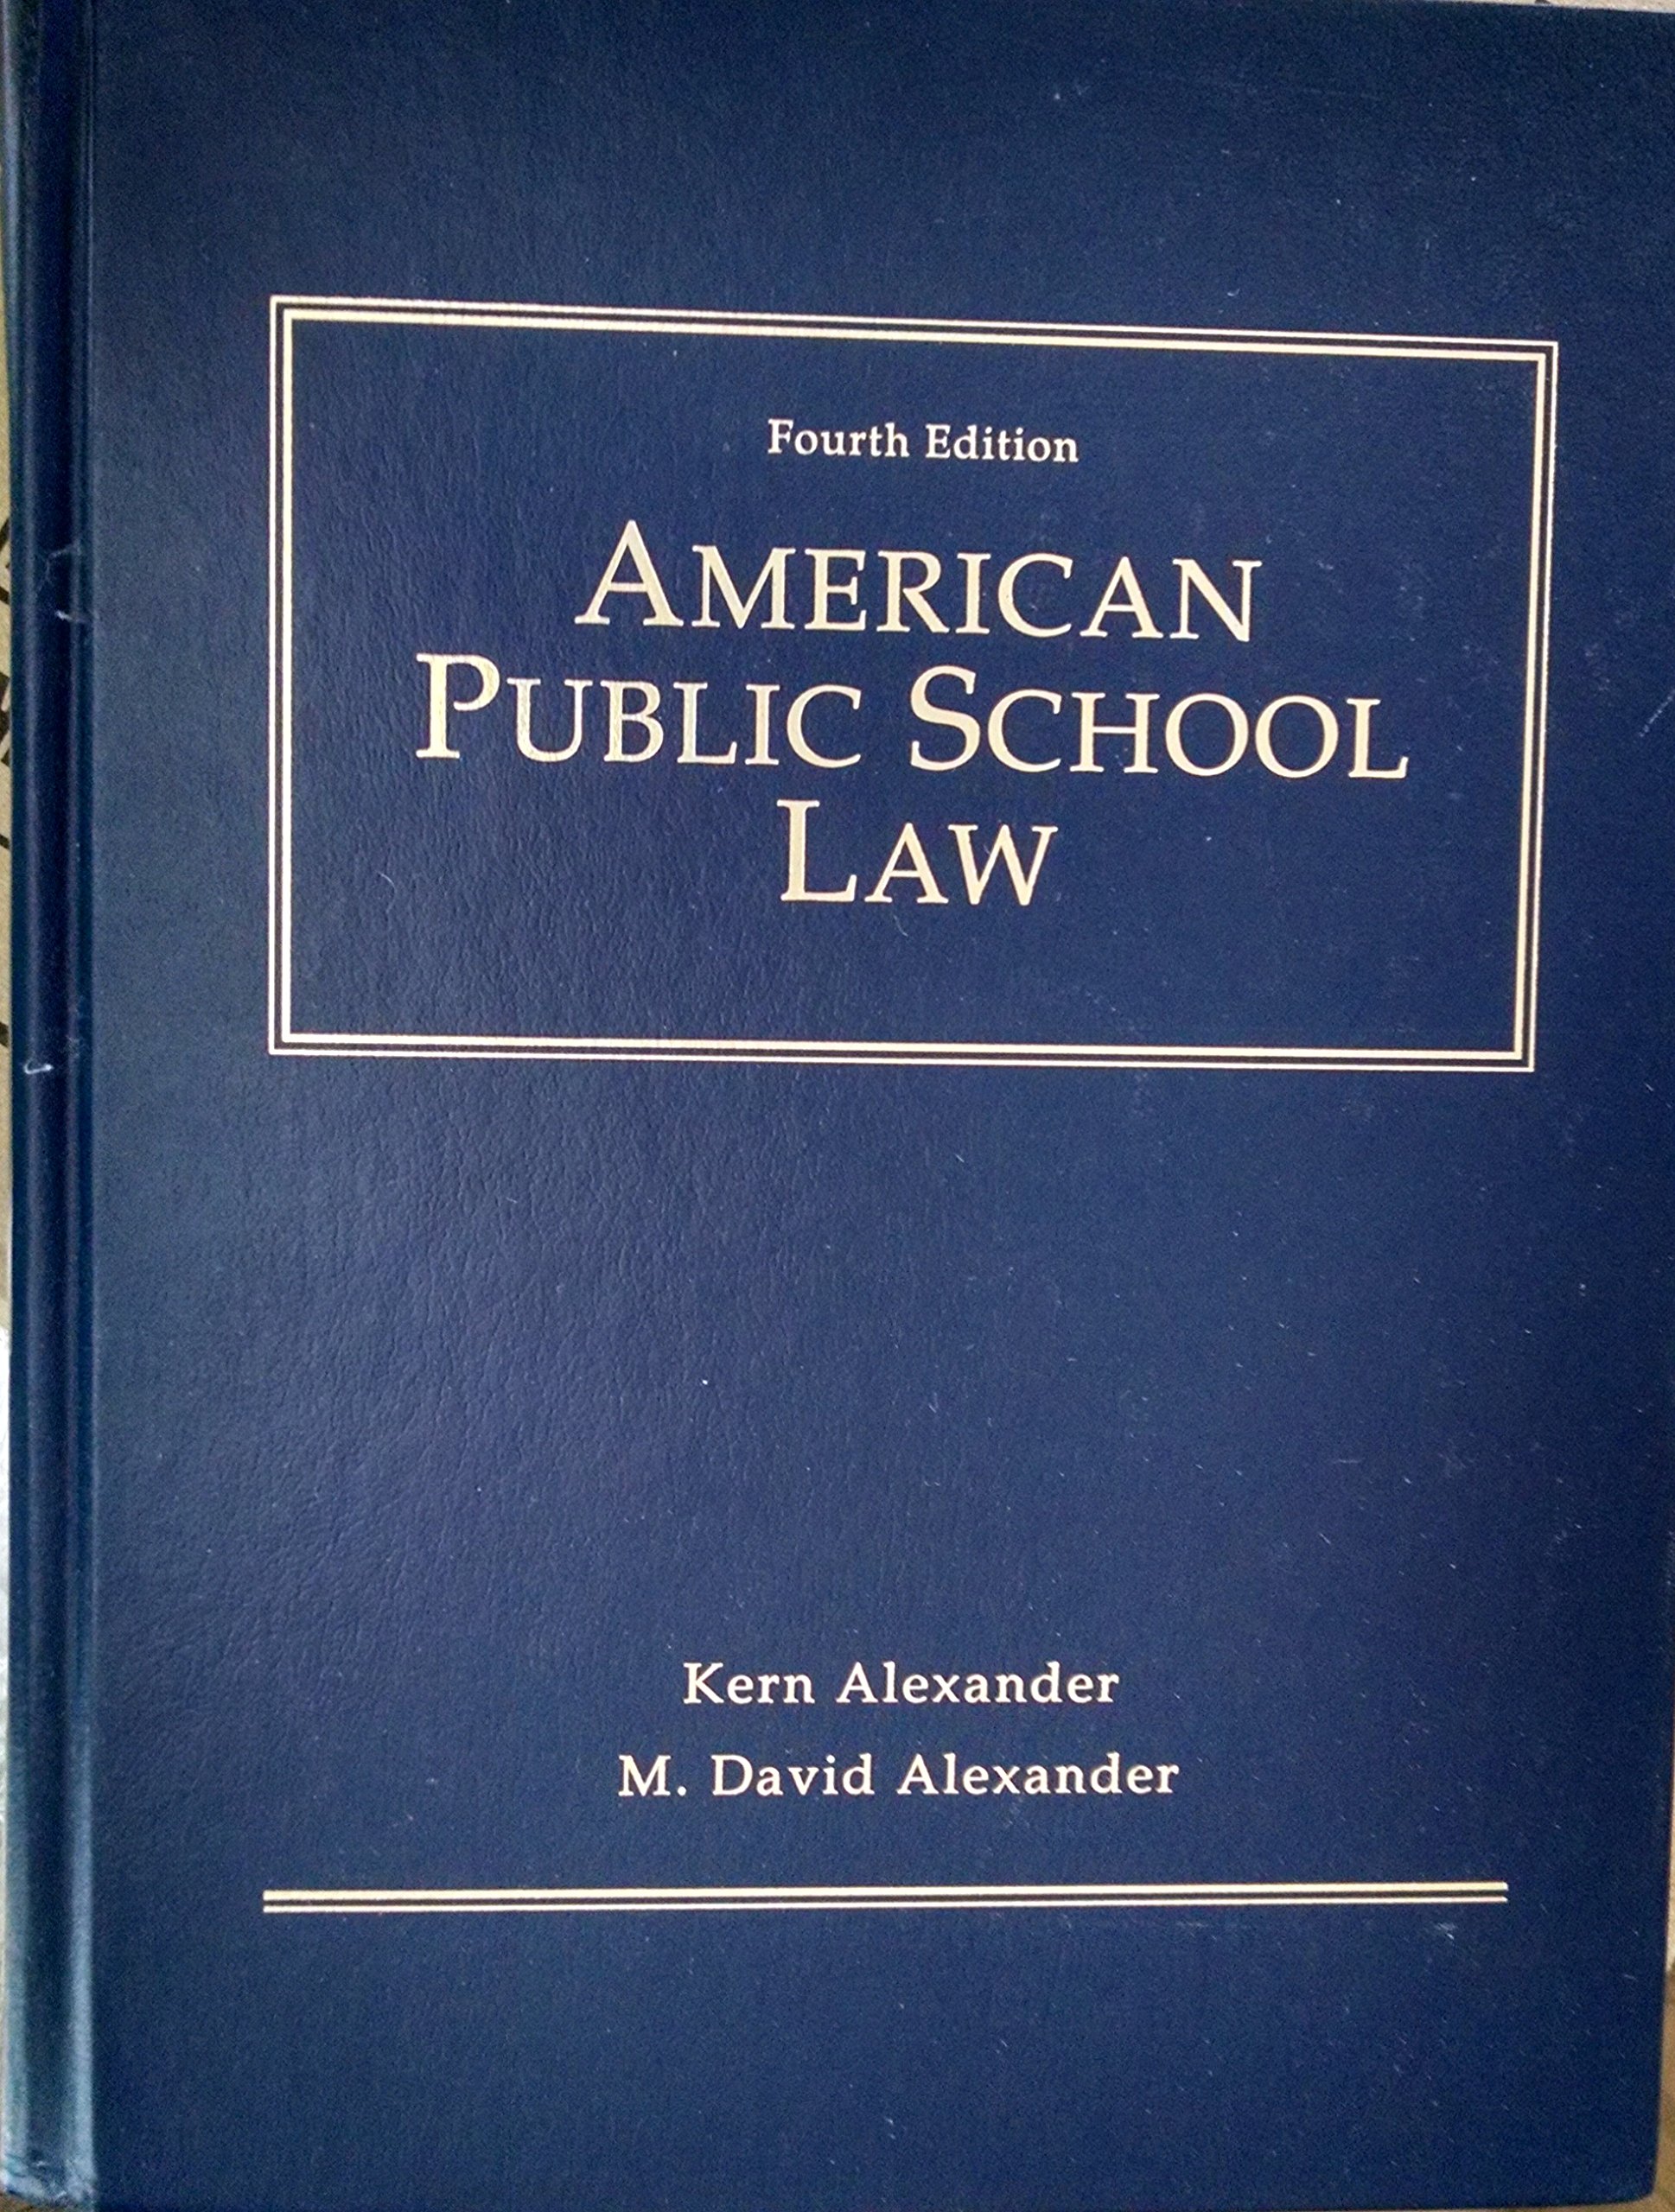 Fourth Edition
AMERICAN
PUBLIC SCHOOL
LAW
Kern Alexander
M. David Alexander